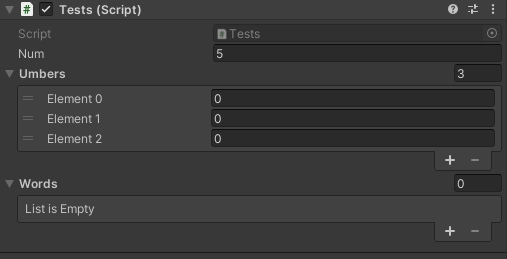 Tests (Script)
Script Tests
Num 5
Umbers 3
Element 0 0
Element 1 0
Element 2 0
Words 0
List is Empty